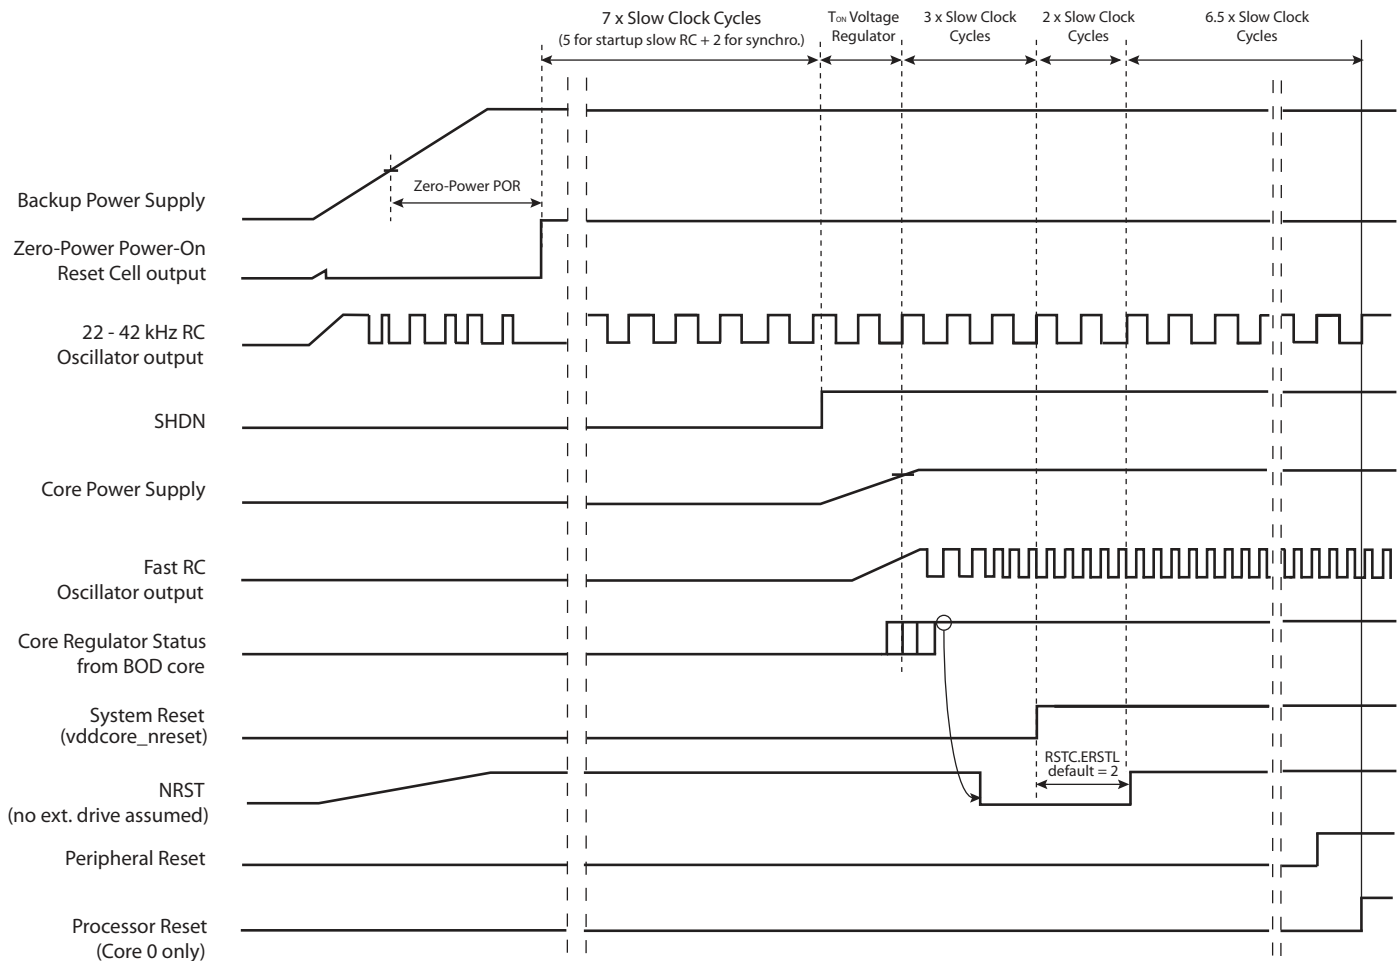 7 x Slow Clock Cycles
(5 for startup slow RC + 2 for synchro.)
TON Voltage
Regulator
3 x Slow Clock
Cycles
2 x Slow Clock
Cycles
6.5 x Slow Clock
Cycles
Zero-Power POR
Backup Power Supply
Zero-Power Power-On
Reset Cell output
22 - 42 kHz RC
Oscillator output
SHDN
Core Power Supply
Fast RC
Oscillator output
Core Regulator Status
from BOD core
System Reset
(vddcore_nreset)
RSTC.ERSTL
default = 2
NRST
(no ext. drive assumed)
Peripheral Reset
Processor Reset
(Core 0 only)